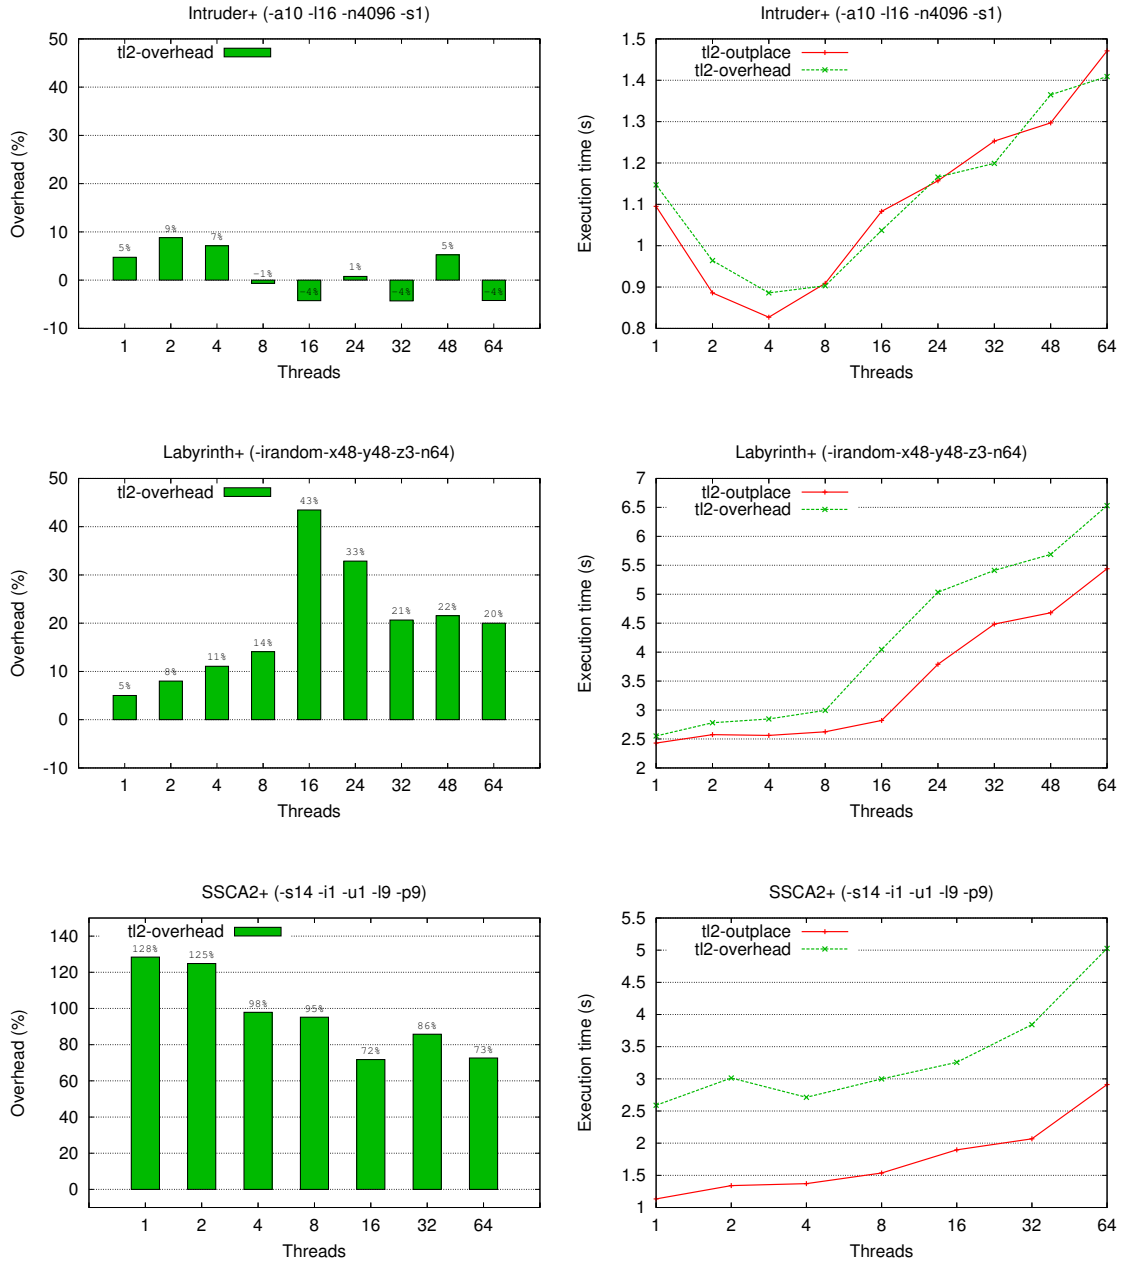 Intruder+ (-a10 -l16 -n4096 -s1)
50
40
30
20
10
0
-10
Overhead (%)
tl2-overhead
5%
9%
7%
-1%
-4%
1%
-4%
5%
-4%
1 2 4 8 16 24 32 48 64
Threads
Intruder+ (-a10 -l16 -n4096 -s1)
1.5
1.4
1.3
1.2
1.1
1
0.9
0.8
Execution time (s)
tl2-outplace
tl2-overhead
1 2 4 8 16 24 32 48 64
Threads
Labyrinth+ (-irandom-x48-y48-z3-n64)
50
40
30
20
10
0
-10
Overhead (%)
tl2-overhead
5%
8%
11%
14%
43%
33%
21%
22%
20%
1 2 4 8 16 24 32 48 64
Threads
Labyrinth+ (-irandom-x48-y48-z3-n64)
7
6.5
6
5.5
5
4.5
4
3.5
3
2.5
2
Execution time (s)
tl2-outplace
tl2-overhead
1 2 4 8 16 24 32 48 64
Threads
SSCA2+ (-s14 -i1 -u1 -l9 -p9)
140
120
100
80
60
40
20
0
Overhead (%)
tl2-overhead
128%
125%
98%
95%
72%
86%
73%
1 2 4 8 16 32 64
Threads
SSCA2+ (-s14 -i1 -u1 -l9 -p9)
5.5
5
4.5
4
3.5
3
2.5
2
1.5
1
Execution time (s)
tl2-outplace
tl2-overhead
1 2 4 8 16 32 64
Threads